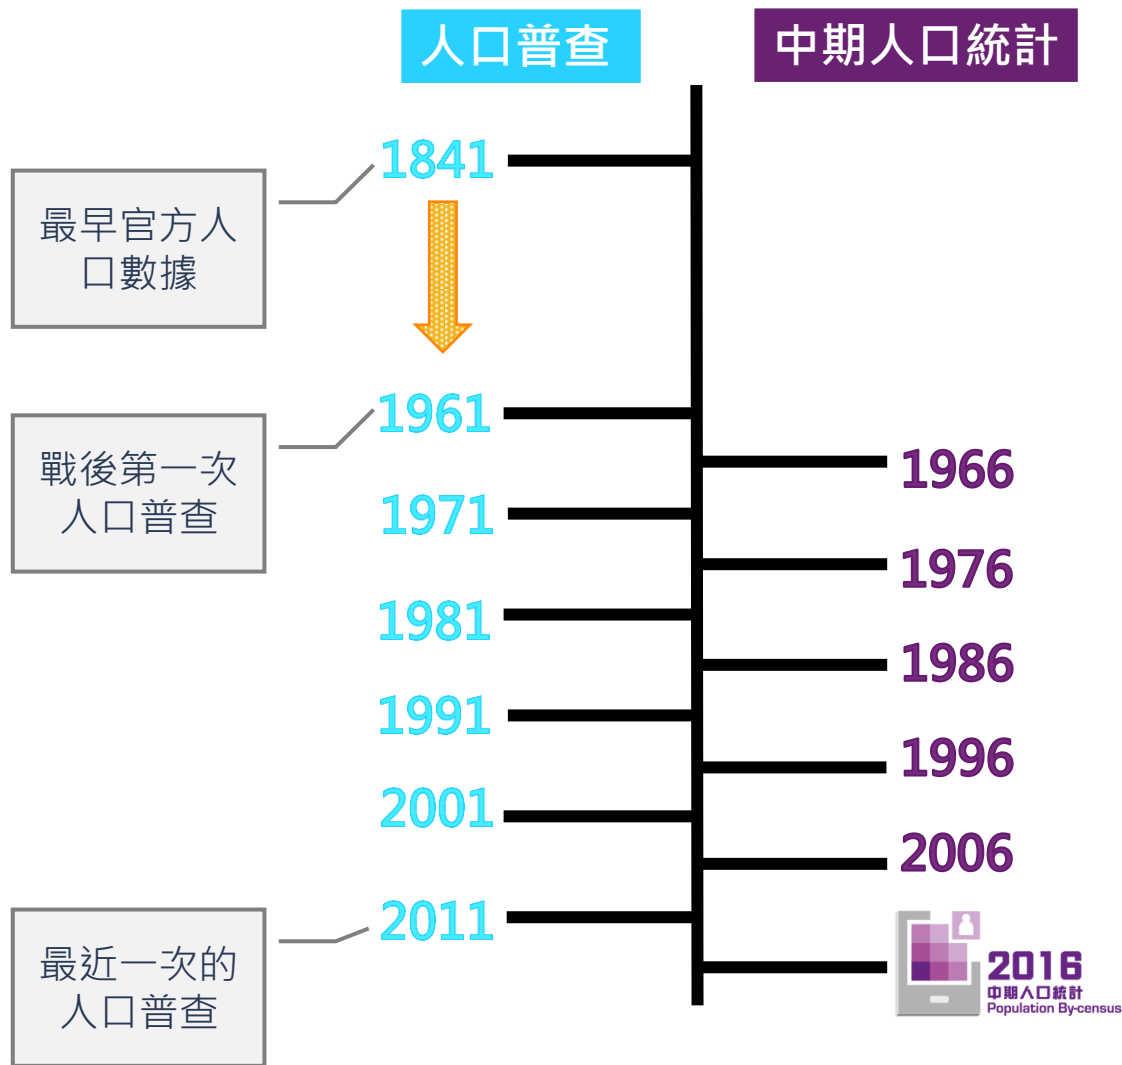 人口普查
中期人口統計
1841
最早官方人
口數據
1961
戰後第一次
人口普查
1966
1971
1976
1981
1986
1991
1996
2001
2006
2011
最近一次的
人口普查
2016
中期人口統計
Population By-census